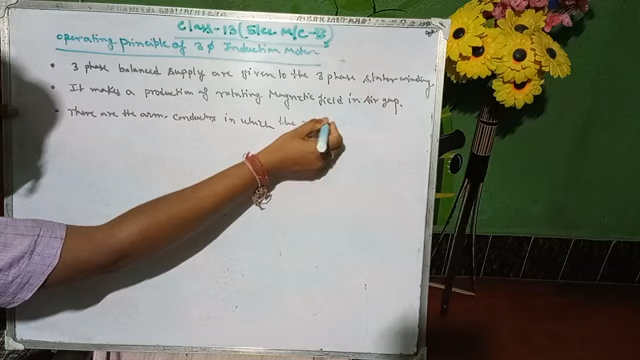 Class-13 (Elec M/C-B)
operating principle of 3φ Induction Motor
• 3 phase balanced supply are given to the 3 phase stator winding.
• It makes a production of rotating Magnetic field in Air gap.
• There are the arm. conductors in which the